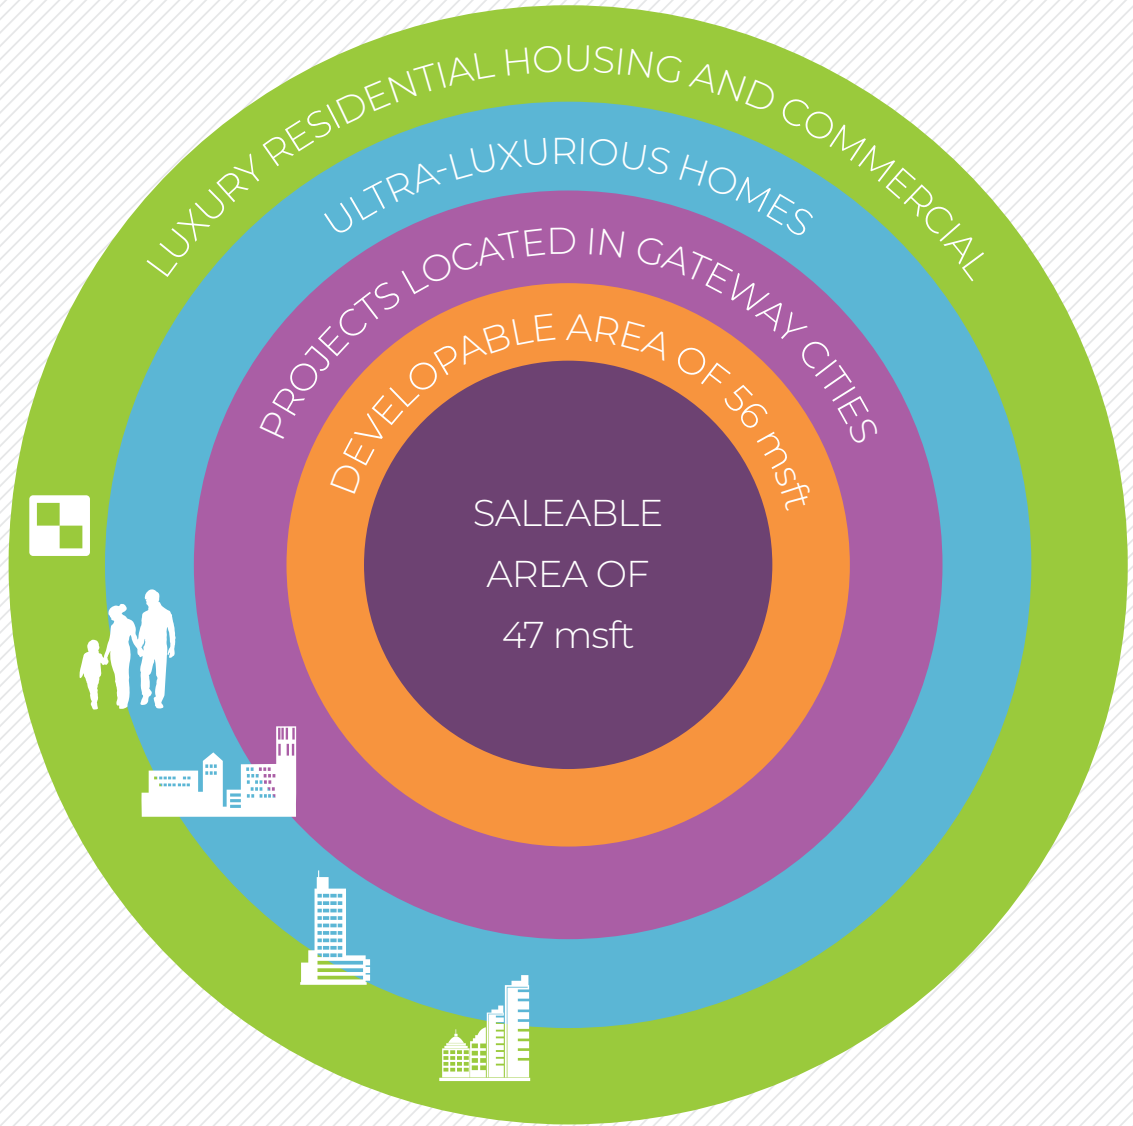 LUXURY RESIDENTIAL HOUSING AND COMMERCIAL
ULTRA-LUXURIOUS HOMES
PROJECTS LOCATED IN GATEWAY CITIES
DEVELOPABLE AREA OF 56 msft
SALEABLE
AREA OF
47 msft